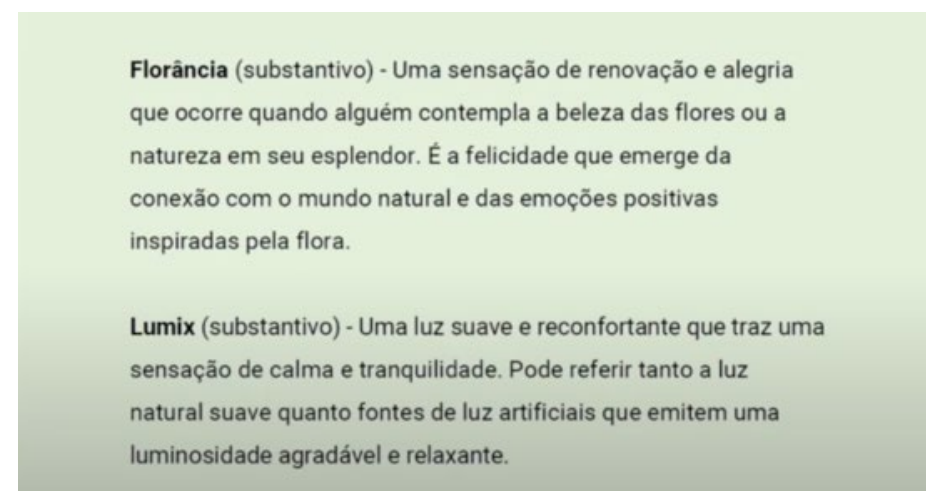 Florância (substantivo) - Uma sensação de renovação e alegria
que ocorre quando alguém contempla a beleza das flores ou a
natureza em seu esplendor. É a felicidade que emerge da
conexão com o mundo natural e das emoções positivas
inspiradas pela flora.
Lumix (substantivo) - Uma luz suave e reconfortante que traz uma
sensação de calma e tranquilidade. Pode referir tanto a luz
natural suave quanto fontes de luz artificiais que emitem uma
luminosidade agradável e relaxante.